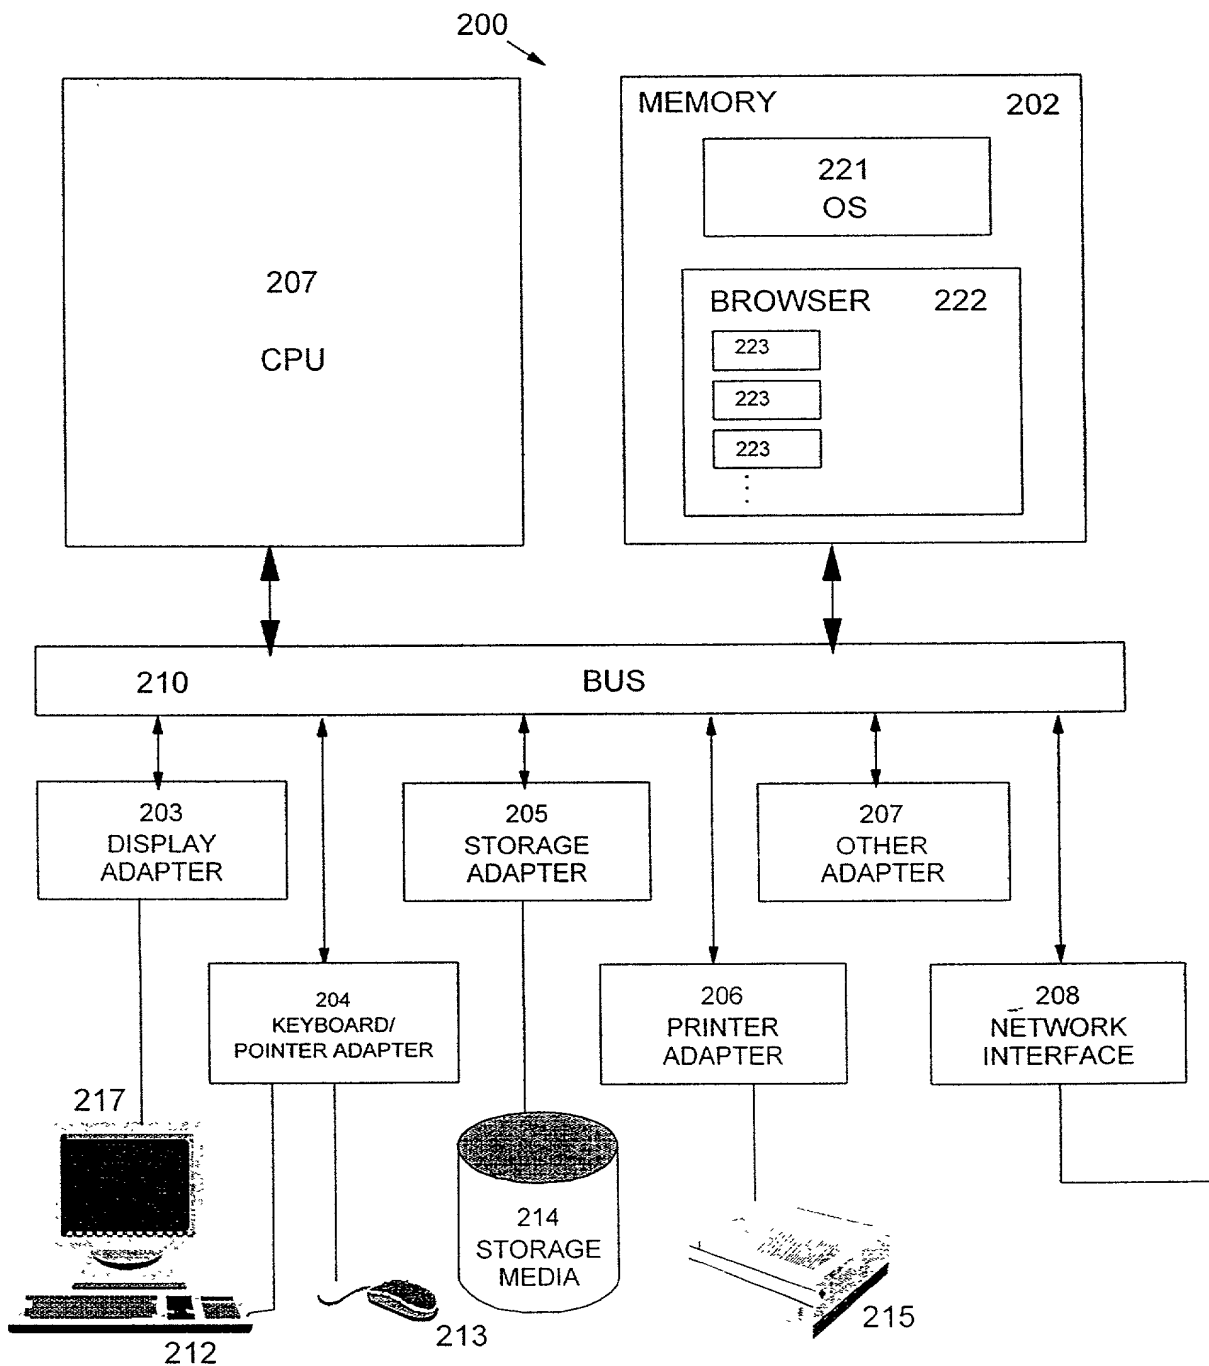 200
MEMORY 202
221
OS
207
CPU
BROWSER 222
223
223
223
210 BUS
203
DISPLAY
ADAPTER
205
STORAGE
ADAPTER
207
OTHER
ADAPTER
204
KEYBOARD/
POINTER ADAPTER
206
PRINTER
ADAPTER
208
NETWORK
INTERFACE
217
214
STORAGE
MEDIA
212
213
215